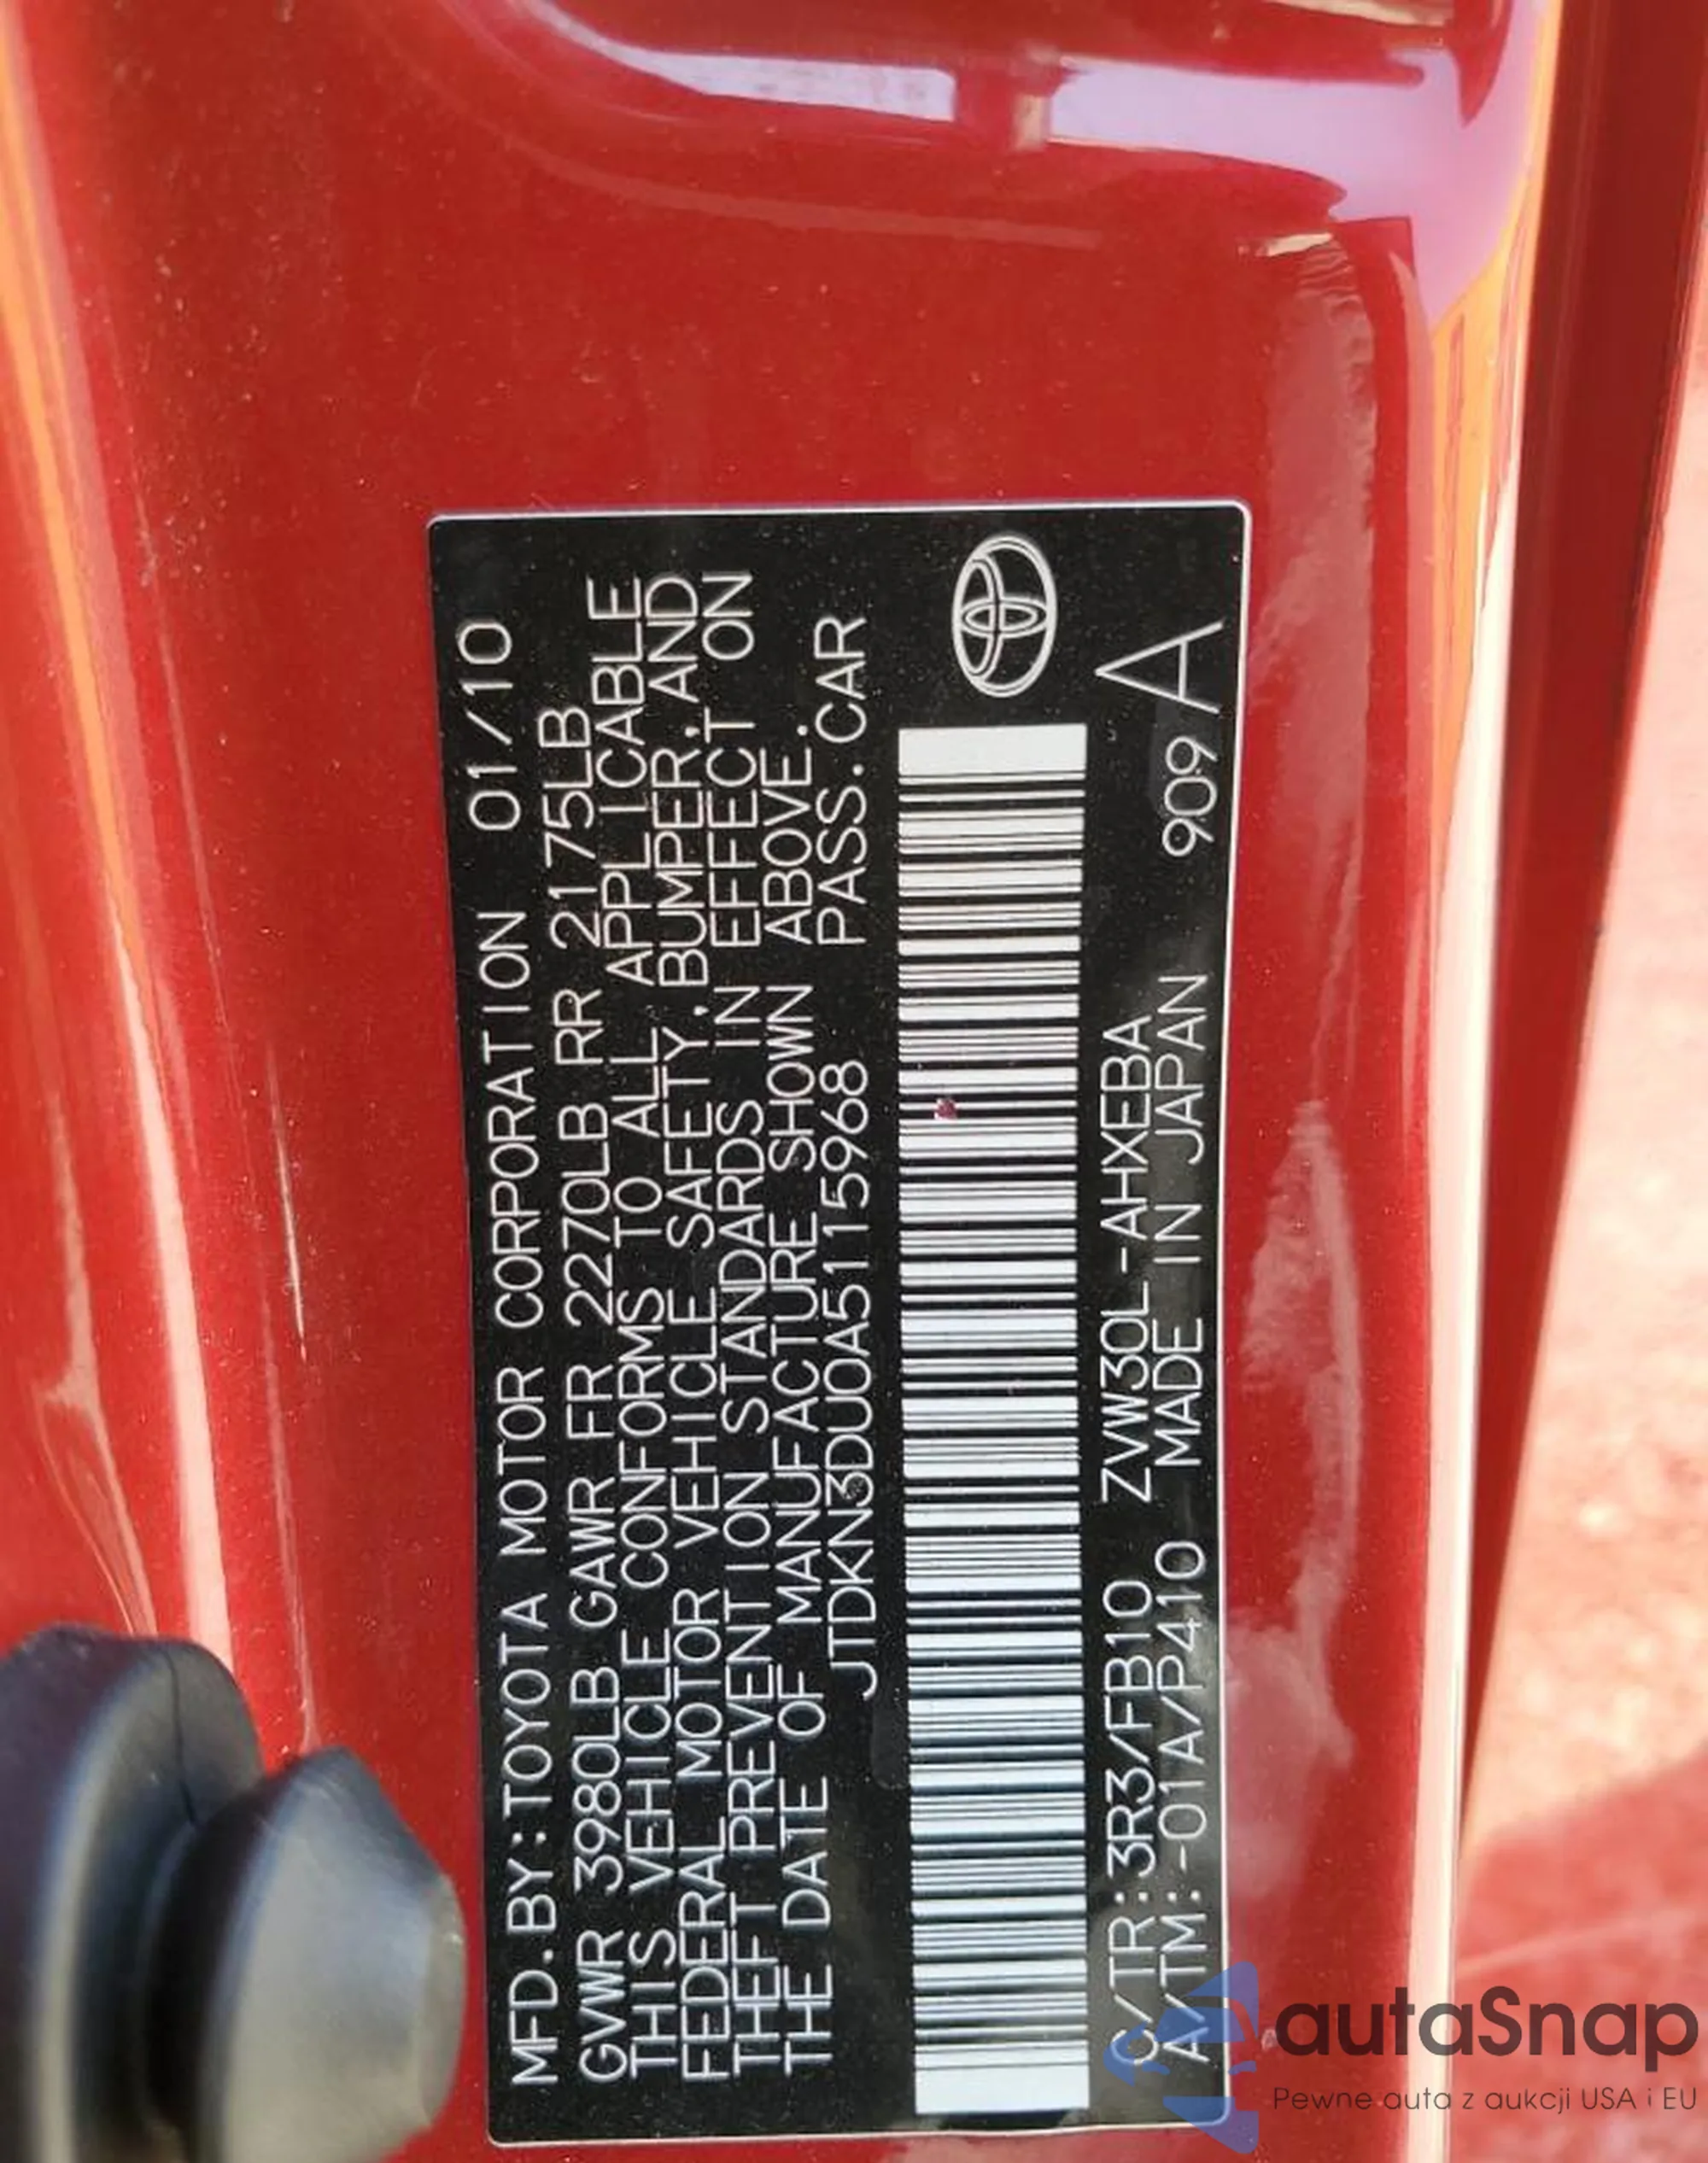 MFD.BY:TOYOTA MOTOR CORPORATION 01/10
GVWR 3980LB GAWR FR 2270LB RR 2175LB
THIS VEHICLE CONFORMS TO ALL APPLICABLE
FEDERAL MOTOR VEHICLE SAFETY,BUMPER,AND
THEFT PREVENTION STANDARDS IN EFFECT ON
THE DATE OF MANUFACTURE SHOWN ABOVE.
JTDKN3DU0A5115968 PASS.CAR
C/TR:3R3/FB10 ZVW30L-AHXEBA
A/TM:-01A/P410 MADE IN JAPAN 909 A
autaSnap
Pewne auta z aukcji USA i EU